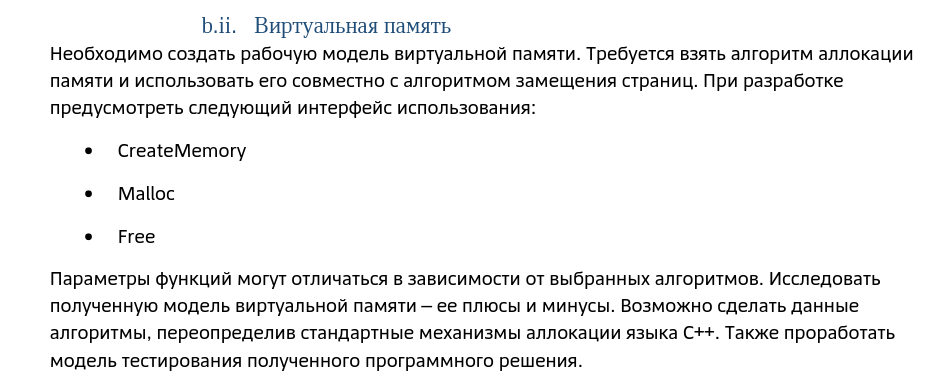 b.ii. Виртуальная память
Необходимо создать рабочую модель виртуальной памяти. Требуется взять алгоритм аллокации
памяти и использовать его совместно с алгоритмом замещения страниц. При разработке
предусмотреть следующий интерфейс использования:
• CreateMemory
• Malloc
• Free
Параметры функций могут отличаться в зависимости от выбранных алгоритмов. Исследовать
полученную модель виртуальной памяти – ее плюсы и минусы. Возможно сделать данные
алгоритмы, переопределив стандартные механизмы аллокации языка С++. Также проработать
модель тестирования полученного программного решения.